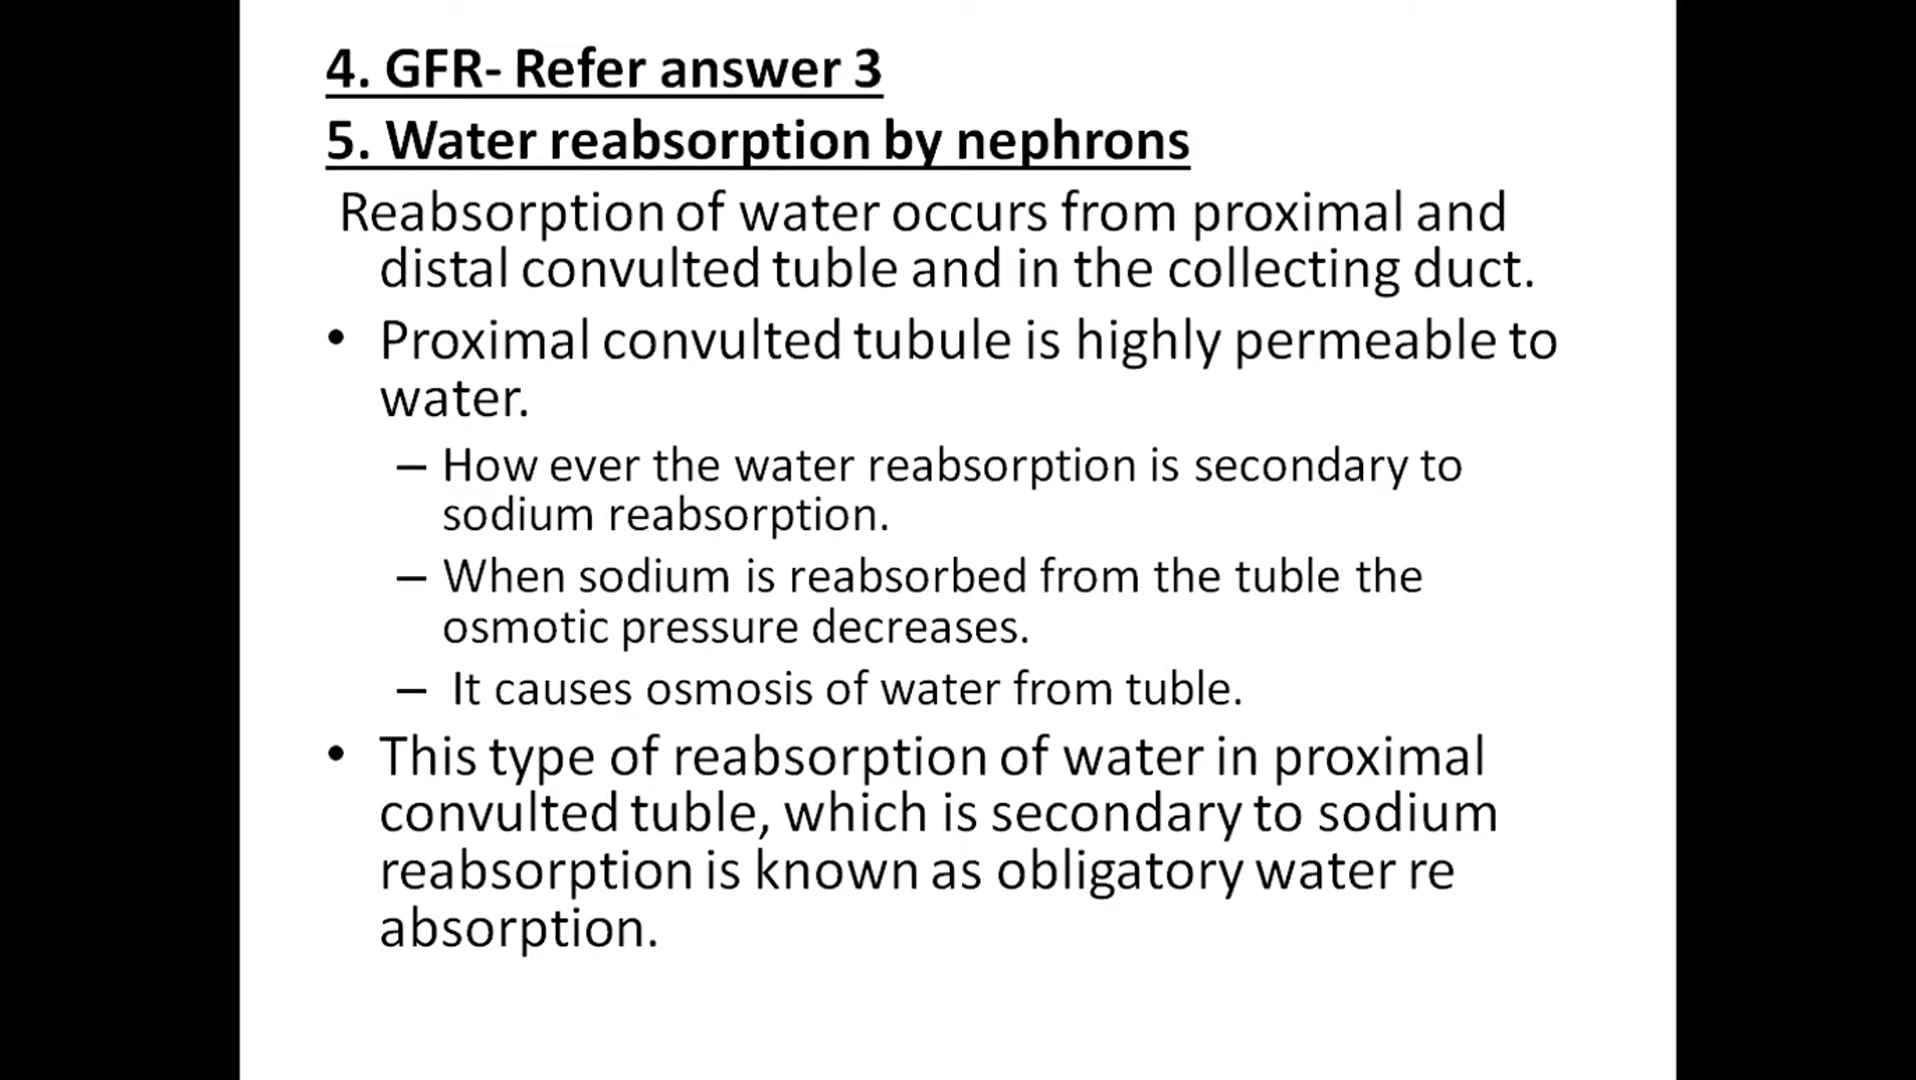 4. GFR- Refer answer 3
5. Water reabsorption by nephrons
Reabsorption of water occurs from proximal and
distal convulted tuble and in the collecting duct.
• Proximal convulted tubule is highly permeable to
water.
– How ever the water reabsorption is secondary to
sodium reabsorption.
– When sodium is reabsorbed from the tuble the
osmotic pressure decreases.
– It causes osmosis of water from tuble.
• This type of reabsorption of water in proximal
convulted tuble, which is secondary to sodium
reabsorption is known as obligatory water re
absorption.